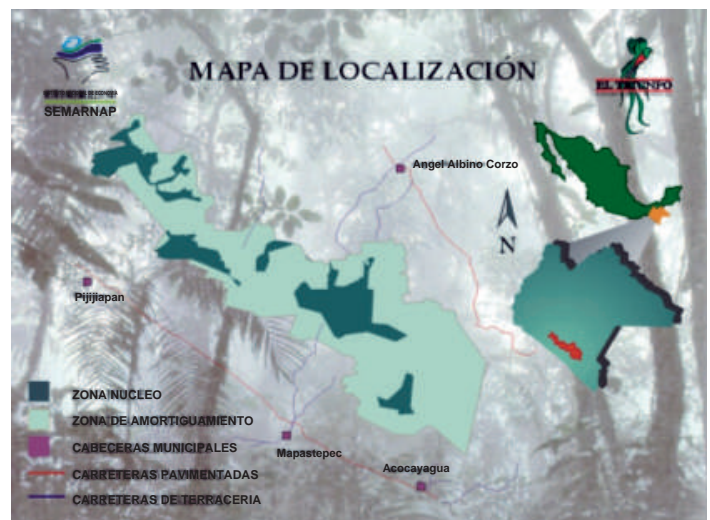 MAPA DE LOCALIZACIÓN
SEMARNAP
EL TRIUNFO
Angel Albino Corzo
N
Pijijiapan
ZONA NUCLEO
ZONA DE AMORTIGUAMIENTO
CABECERAS MUNICIPALES
Mapastepec
CARRETERAS PAVIMENTADAS
Acocayagua
CARRETERAS DE TERRACERIA